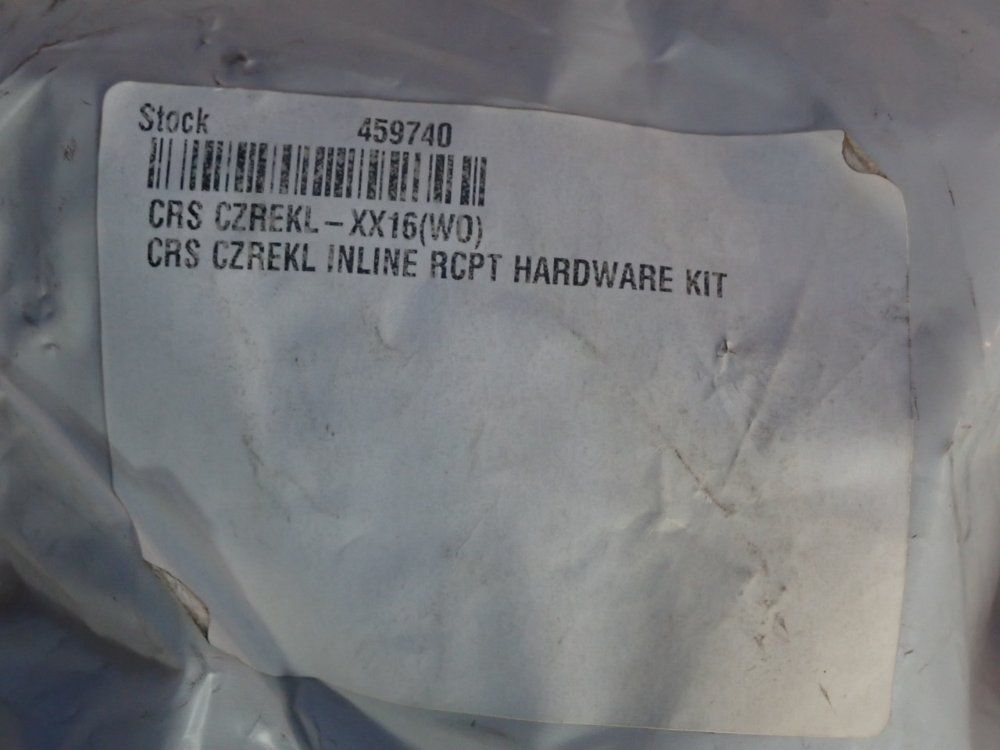 Stock 459740
CRS CZREKL-XX16(WO)
CRS CZREKL INLINE RCPT HARDWARE KIT